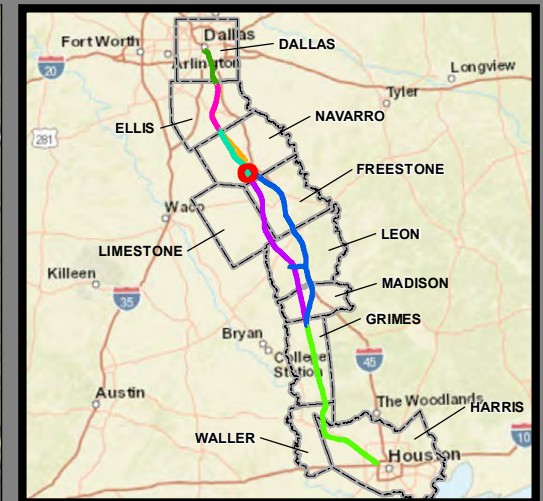 Fort Worth
Dallas
DALLAS
Arlington
20
Longview
Tyler
281
NAVARRO
ELLIS
FREESTONE
Waco
LEON
LIMESTONE
Killeen
MADISON
35
GRIMES
Bryan
College
Station
45
Austin
The Woodlands
HARRIS
WALLER
10
Houston